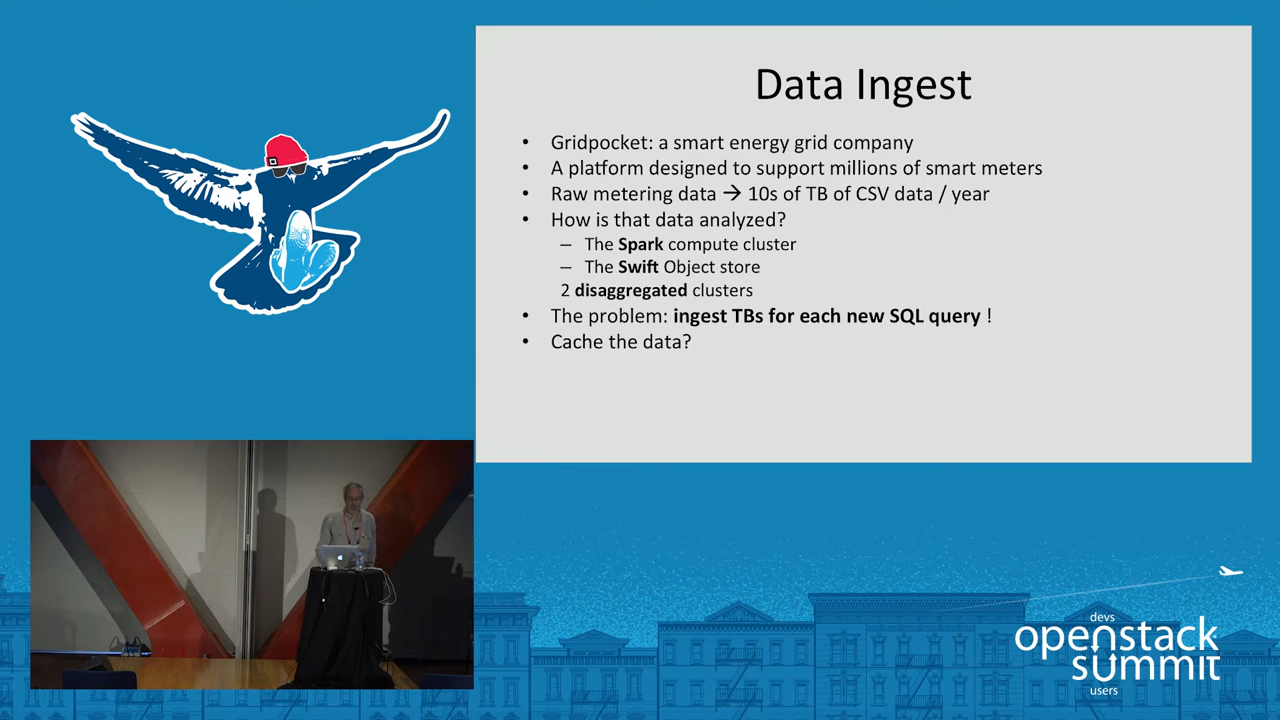 Data Ingest
• Gridpocket: a smart energy grid company
• A platform designed to support millions of smart meters
• Raw metering data → 10s of TB of CSV data / year
• How is that data analyzed?
– The Spark compute cluster
– The Swift Object store
2 disaggregated clusters
• The problem: ingest TBs for each new SQL query !
• Cache the data?
devs
openstack
summit
users